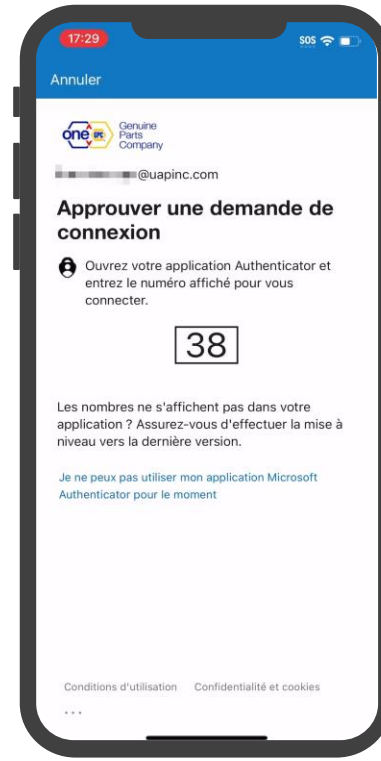 17:29
SOS
Annuler
one GPC
Genuine
Parts
Company
@uapinc.com
Approuver une demande de
connexion
Ouvrez votre application Authenticator et
entrez le numéro affiché pour vous
connecter.
38
Les nombres ne s'affichent pas dans votre
application ? Assurez-vous d'effectuer la mise à
niveau vers la dernière version.
Je ne peux pas utiliser mon application Microsoft
Authenticator pour le moment
Conditions d'utilisation Confidentialité et cookies
...